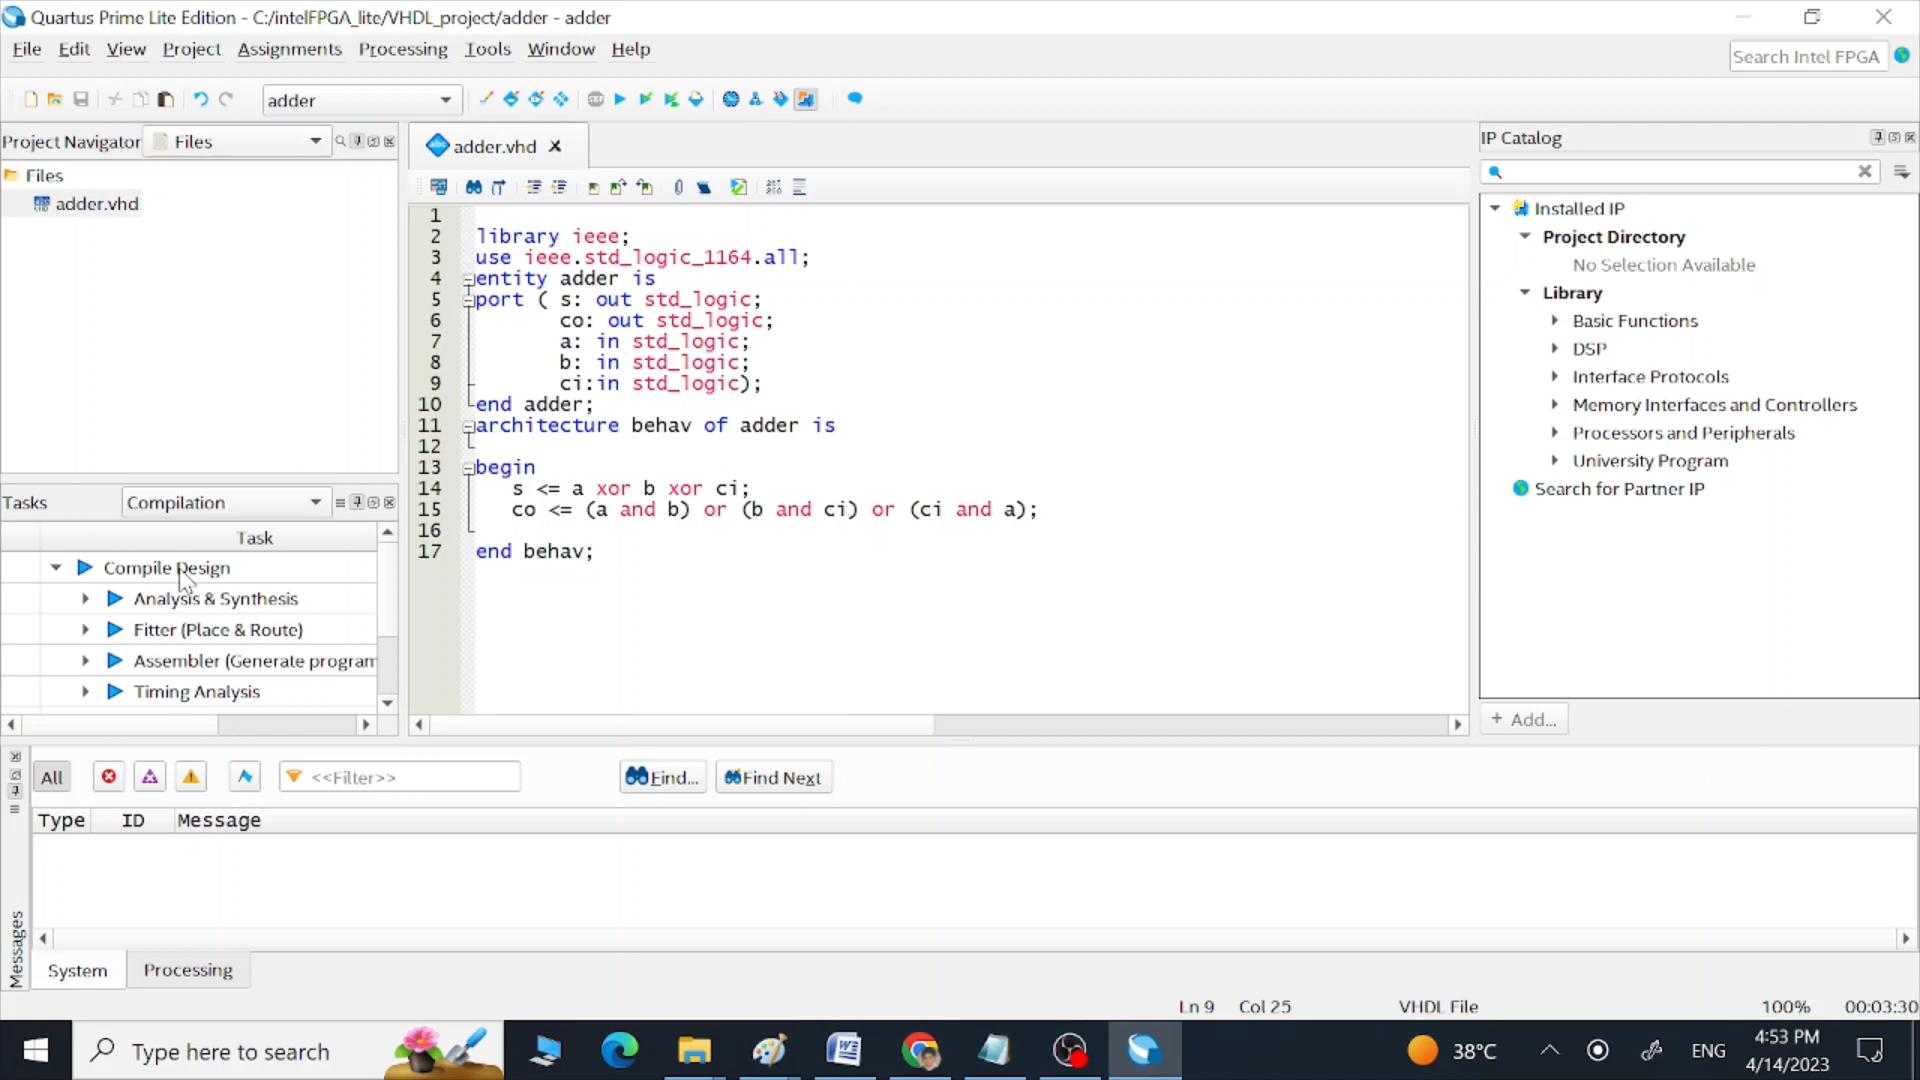 Quartus Prime Lite Edition - C:/intelFPGA_lite/VHDL_project/adder - adder
File Edit View Project Assignments Processing Tools Window Help
Search Intel FPGA
adder
Project Navigator Files
Files
adder.vhd
adder.vhd
1
2 library ieee;
3 use ieee.std_logic_1164.all;
4 entity adder is
5 port ( s: out std_logic;
6 co: out std_logic;
7 a: in std_logic;
8 b: in std_logic;
9 ci:in std_logic);
10 end adder;
11 architecture behav of adder is
12
13 begin
14 s <= a xor b xor ci;
15 co <= (a and b) or (b and ci) or (ci and a);
16
17 end behav;
IP Catalog
Installed IP
Project Directory
No Selection Available
Library
Basic Functions
DSP
Interface Protocols
Memory Interfaces and Controllers
Processors and Peripherals
University Program
Search for Partner IP
+ Add...
Tasks Compilation
Task
Compile Design
Analysis & Synthesis
Fitter (Place & Route)
Assembler (Generate program
Timing Analysis
All <<Filter>> Find... Find Next
Type ID Message
Messages
System Processing
Ln 9 Col 25 VHDL File 100% 00:03:30
Type here to search
38°C
ENG
4:53 PM
4/14/2023